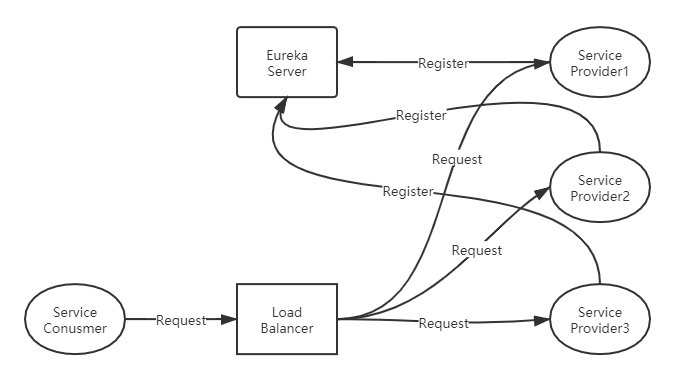 Eureka
Server
Register
Service
Provider1
Register
Request
Service
Provider2
Register
Request
Service
Conusmer
Request
Load
Balancer
Request
Service
Provider3